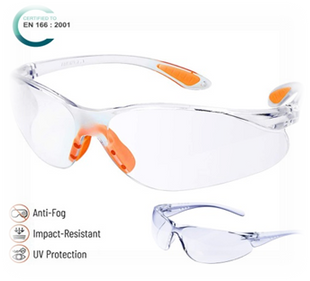 CERTIFIED TO
EN 166 : 2001
Anti-Fog
Impact-Resistant
UV Protection